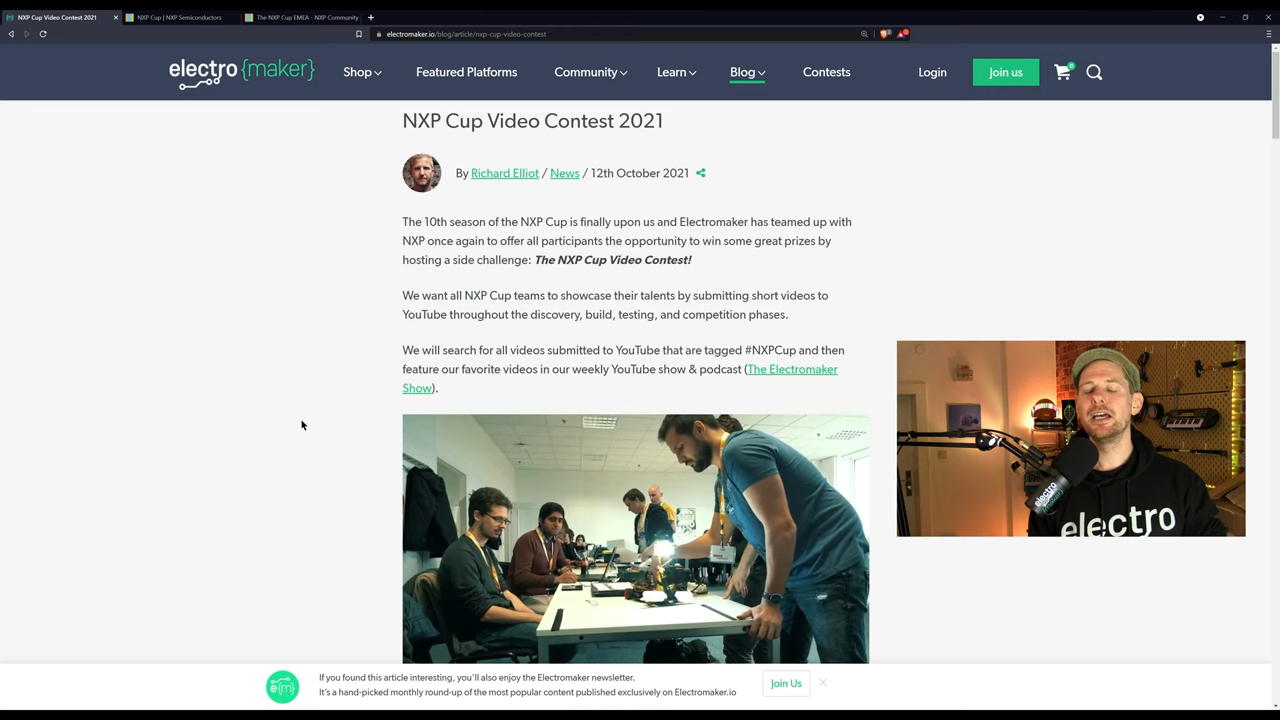 NXP Cup Video Contest 2021
NXP Cup | NXP Semiconductors
The NXP Cup EMEA - NXP Community
electromaker.io/blog/article/nxp-cup-video-contest
electro {maker}
Shop
Featured Platforms
Community
Learn
Blog
Contests
Login
Join us
0
NXP Cup Video Contest 2021
By Richard Elliot / News / 12th October 2021
The 10th season of the NXP Cup is finally upon us and Electromaker has teamed up with
NXP once again to offer all participants the opportunity to win some great prizes by
hosting a side challenge: The NXP Cup Video Contest!
We want all NXP Cup teams to showcase their talents by submitting short videos to
YouTube throughout the discovery, build, testing, and competition phases.
We will search for all videos submitted to YouTube that are tagged #NXPCup and then
feature our favorite videos in our weekly YouTube show & podcast (The Electromaker
Show).
electro
electro
e{m}
If you found this article interesting, you'll also enjoy the Electromaker newsletter.
It's a hand-picked monthly round-up of the most popular content published exclusively on Electromaker.io
Join Us